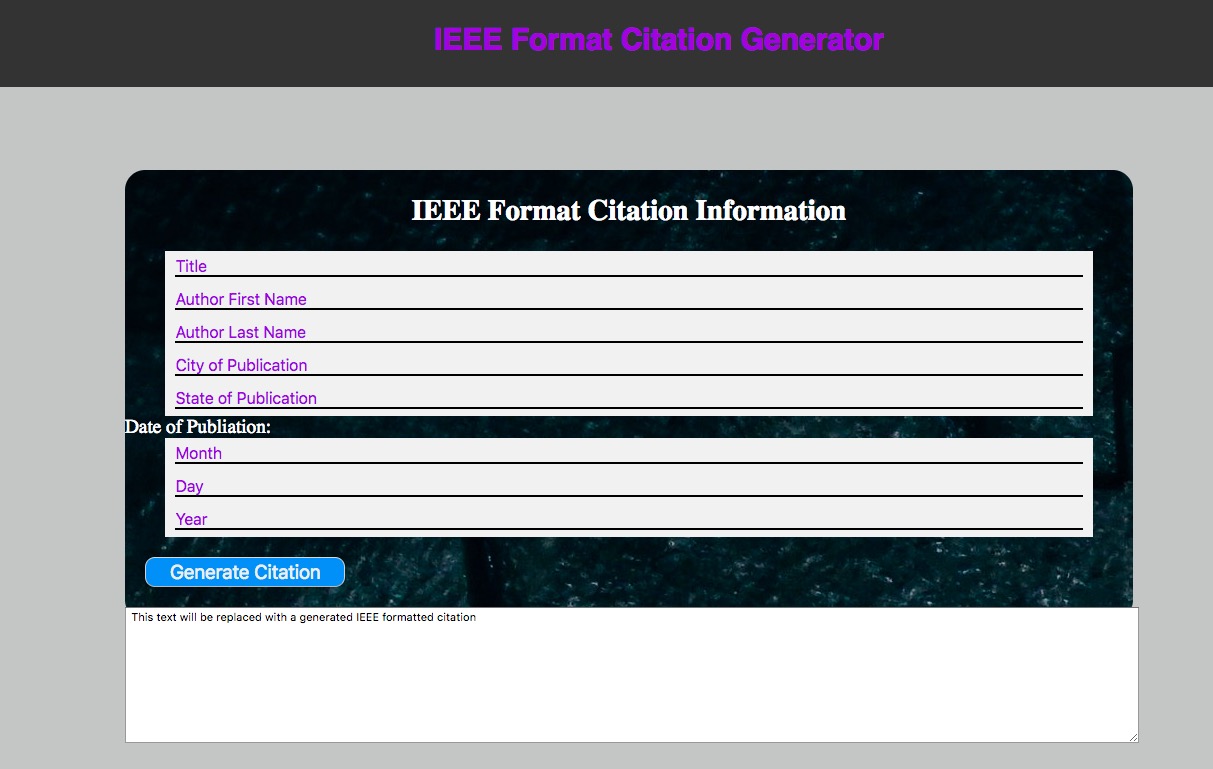 IEEE Format Citation Generator
IEEE Format Citation Information
Title
Author First Name
Author Last Name
City of Publication
State of Publication
Date of Publiation:
Month
Day
Year
Generate Citation
This text will be replaced with a generated IEEE formatted citation